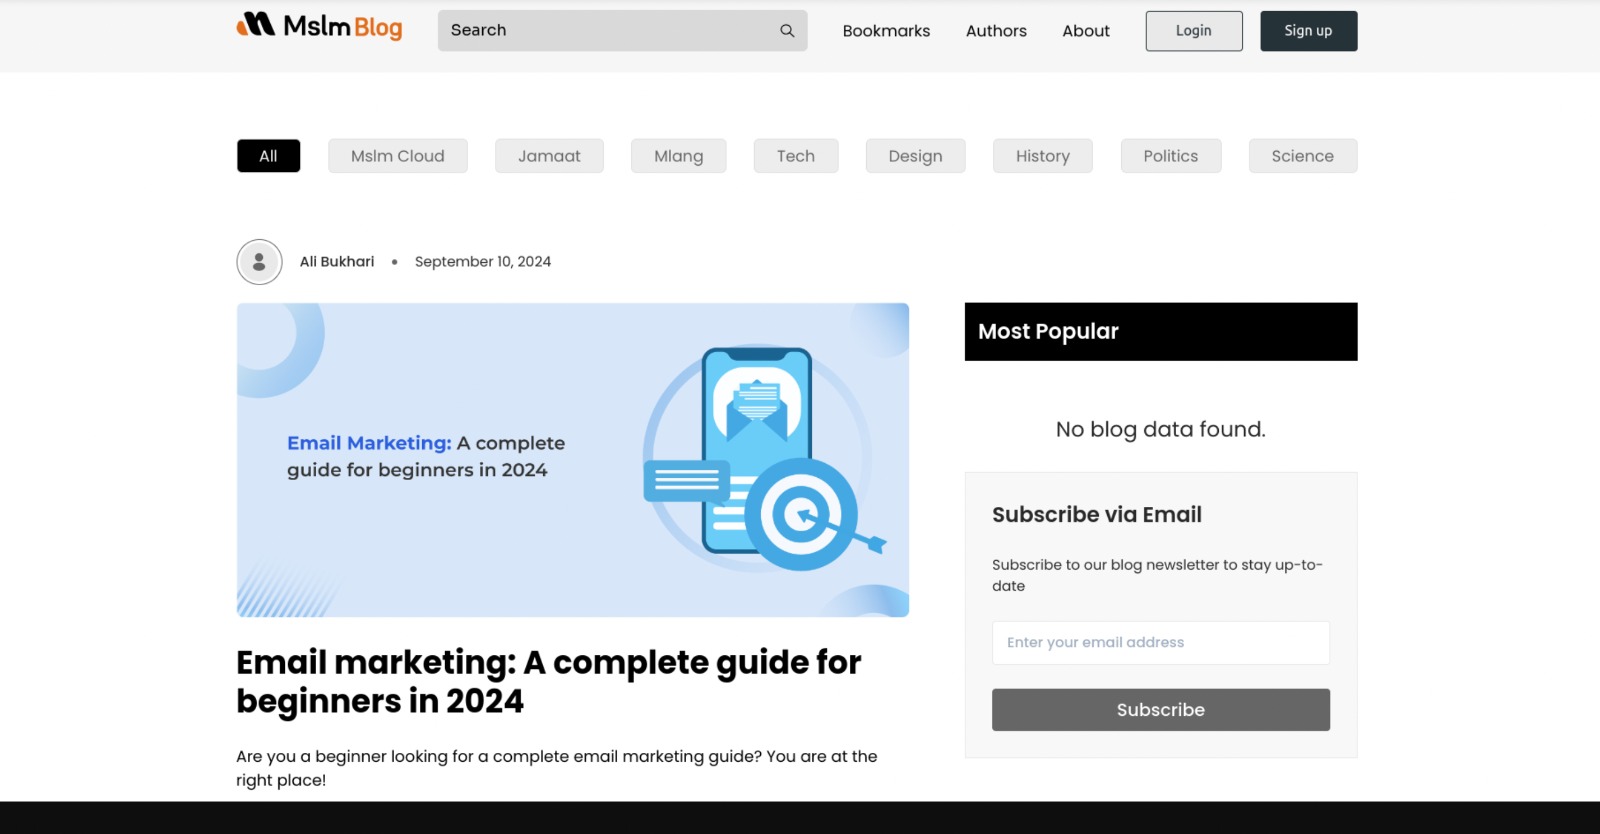 Mslm Blog
Search
Bookmarks
Authors
About
Login
Sign up
All
Mslm Cloud
Jamaat
Mlang
Tech
Design
History
Politics
Science
Ali Bukhari • September 10, 2024
Email Marketing: A complete
guide for beginners in 2024
Email marketing: A complete guide for
beginners in 2024
Are you a beginner looking for a complete email marketing guide? You are at the
right place!
Most Popular
No blog data found.
Subscribe via Email
Subscribe to our blog newsletter to stay up-to-
date
Enter your email address
Subscribe